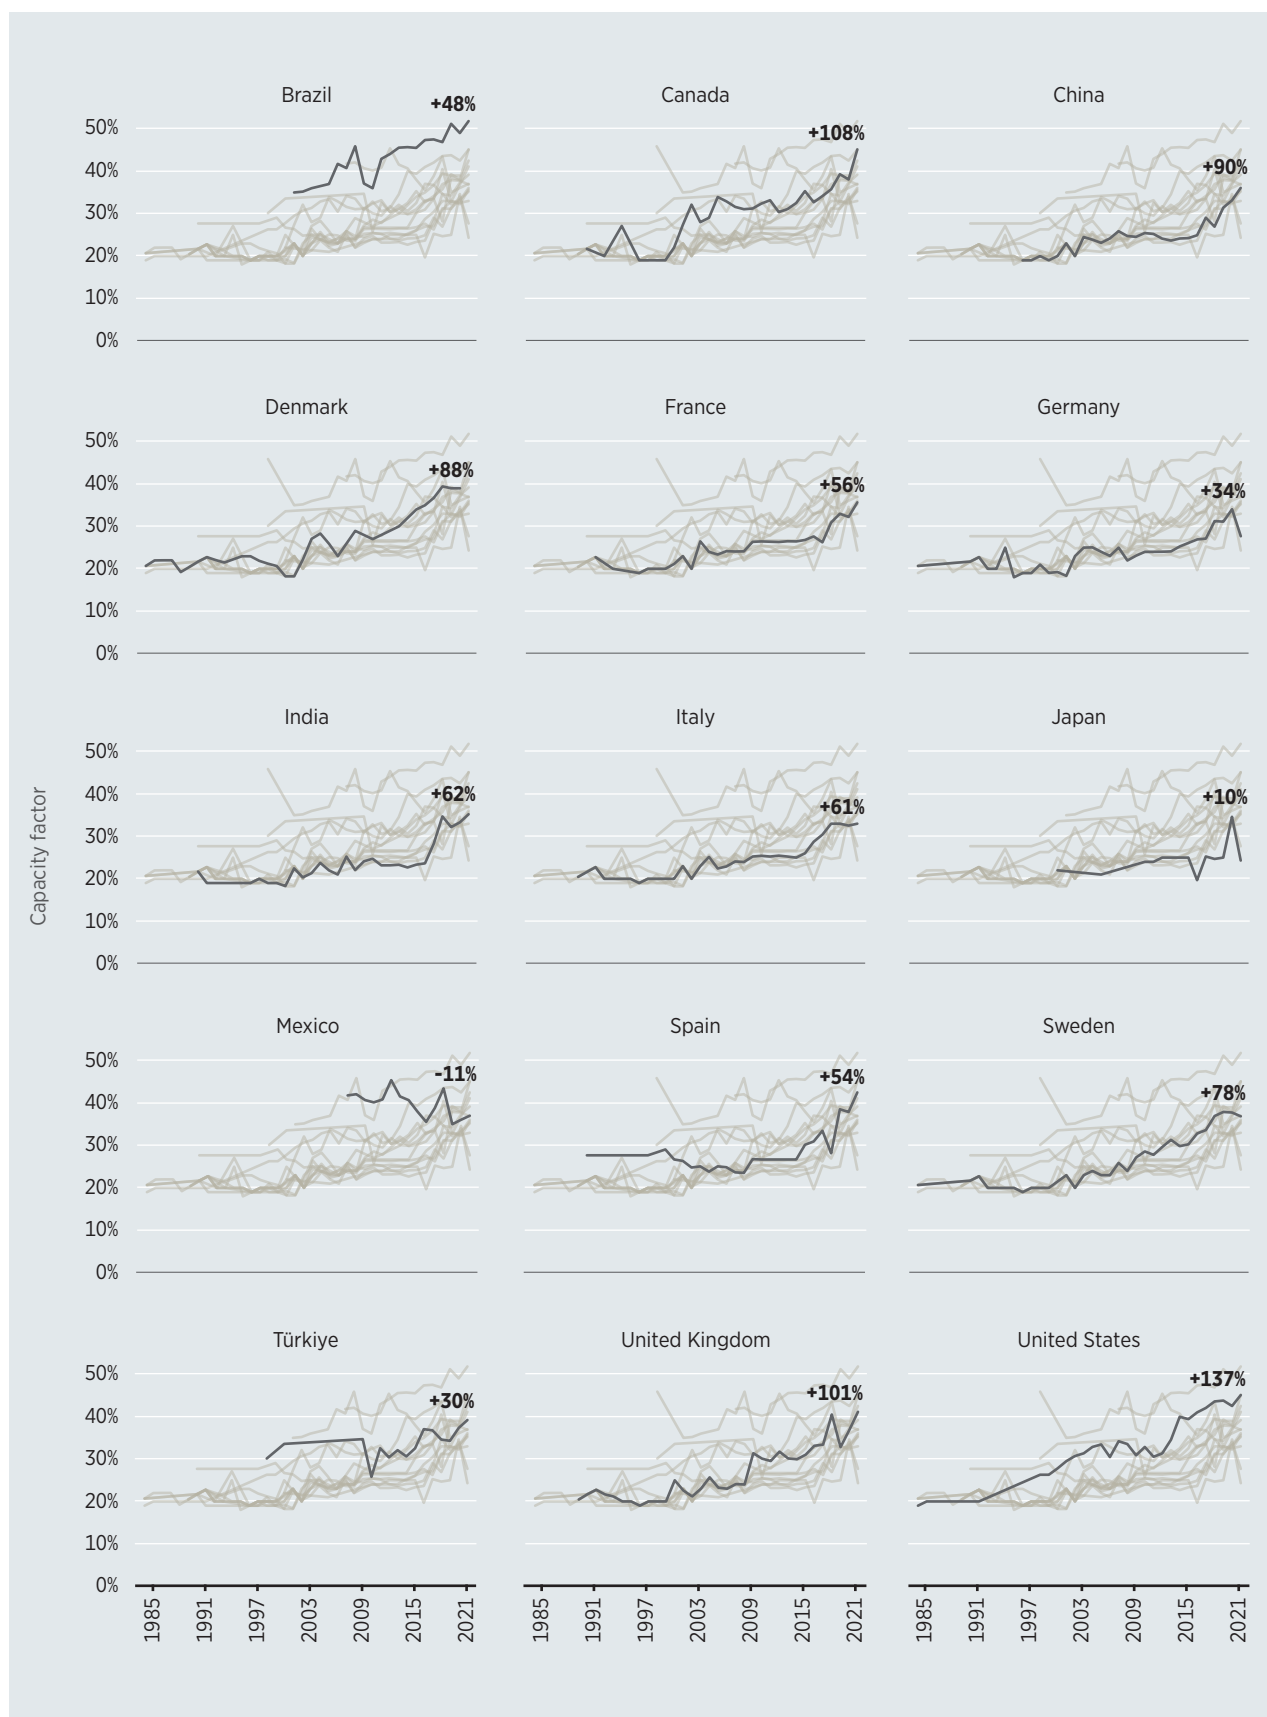 Brazil
Canada
China
+48%
+108%
+90%
50%
40%
30%
20%
10%
0%
Denmark
France
Germany
+88%
+56%
+34%
50%
40%
30%
20%
10%
0%
India
Italy
Japan
+62%
+61%
+10%
50%
40%
30%
20%
10%
0%
Capacity factor
Mexico
Spain
Sweden
-11%
+54%
+78%
50%
40%
30%
20%
10%
0%
Türkiye
United Kingdom
United States
+30%
+101%
+137%
50%
40%
30%
20%
10%
0%
1985 1991 1997 2003 2009 2015 2021
1985 1991 1997 2003 2009 2015 2021
1985 1991 1997 2003 2009 2015 2021